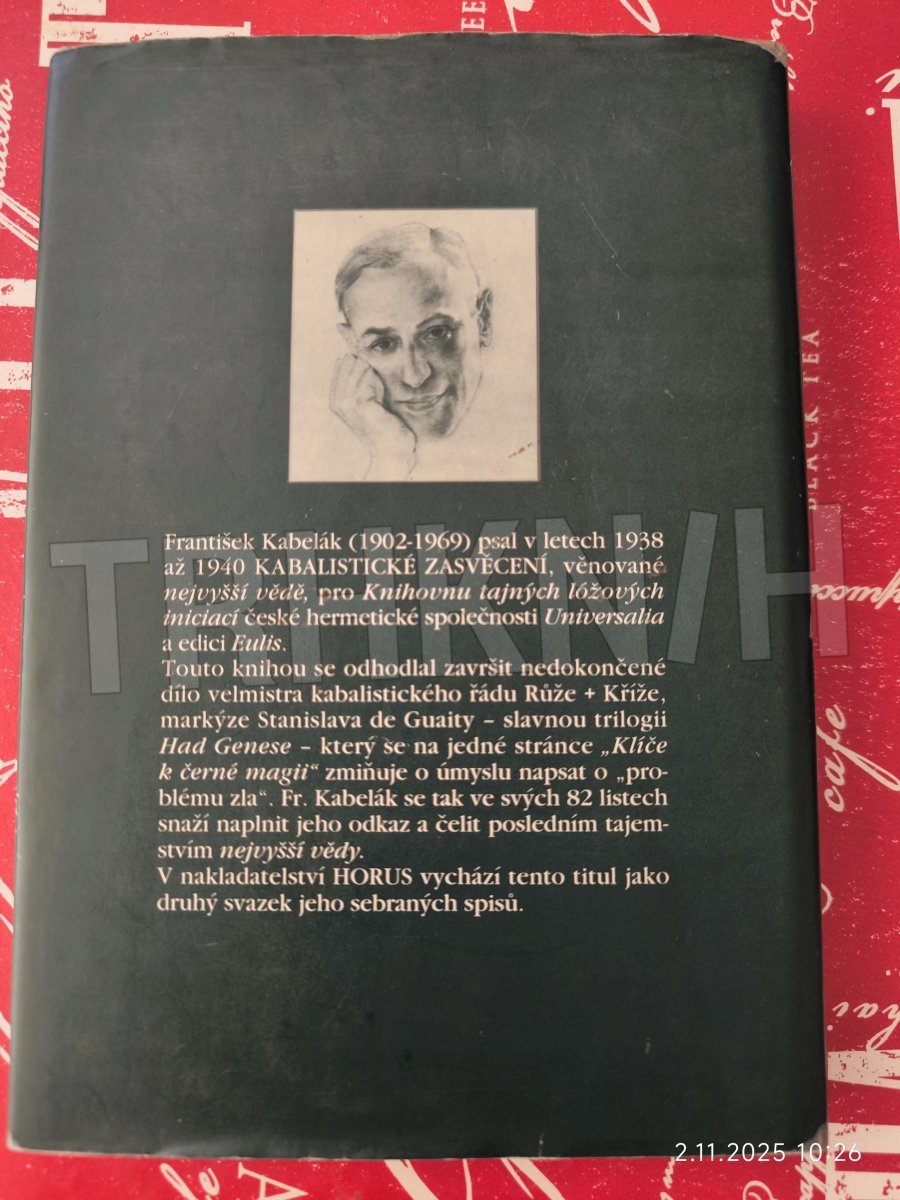 František Kabelák (1902-1969) psal v letech 1938
až 1940 KABALISTICKÉ ZASVĚCENÍ, věnované
nejvyšší vědě, pro Knihovnu tajných lóžových
iniciací české hermetické společnosti Universalia
a edici Eulis.
Touto knihou se odhodlal završit nedokončené
dílo velmistra kabalistického řádu Růže + Kříže,
markýze Stanislava de Guaity – slavnou trilogii
Had Genese – který se na jedné stránce „Klíče
k černé magii“ zmiňuje o úmyslu napsat o „pro-
blému zla“. Fr. Kabelák se tak ve svých 82 listech
snaží naplnit jeho odkaz a čelit posledním tajem-
stvím nejvyšší vědy.
V nakladatelství HORUS vychází tento titul jako
druhý svazek jeho sebraných spisů.
BLACK TEA
cafe
2.11.2025 10:26